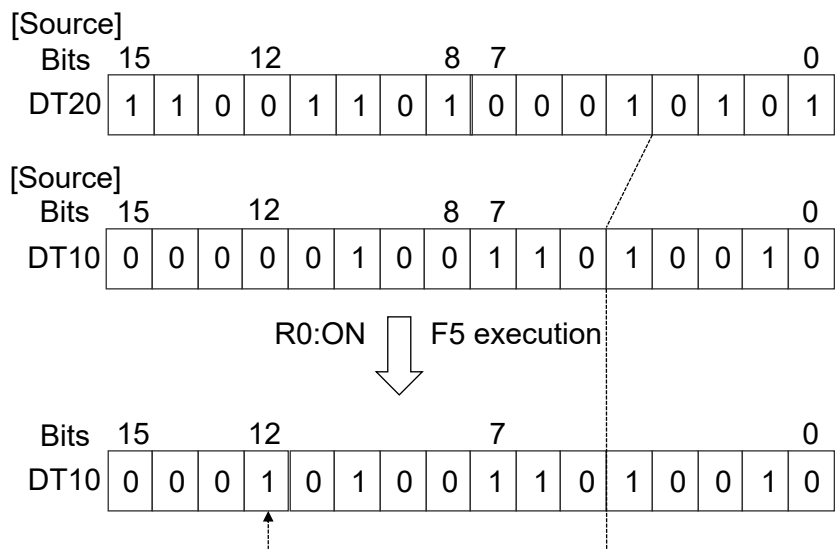 [Source]
Bits 15 12 8 7 0
DT20 1 1 0 0 1 1 0 1 0 0 0 1 0 1 0 1
[Source]
Bits 15 12 8 7 0
DT10 0 0 0 0 0 1 0 0 1 1 0 1 0 0 1 0
R0:ON F5 execution
Bits 15 12 7 0
DT10 0 0 0 1 0 1 0 0 1 1 0 1 0 0 1 0